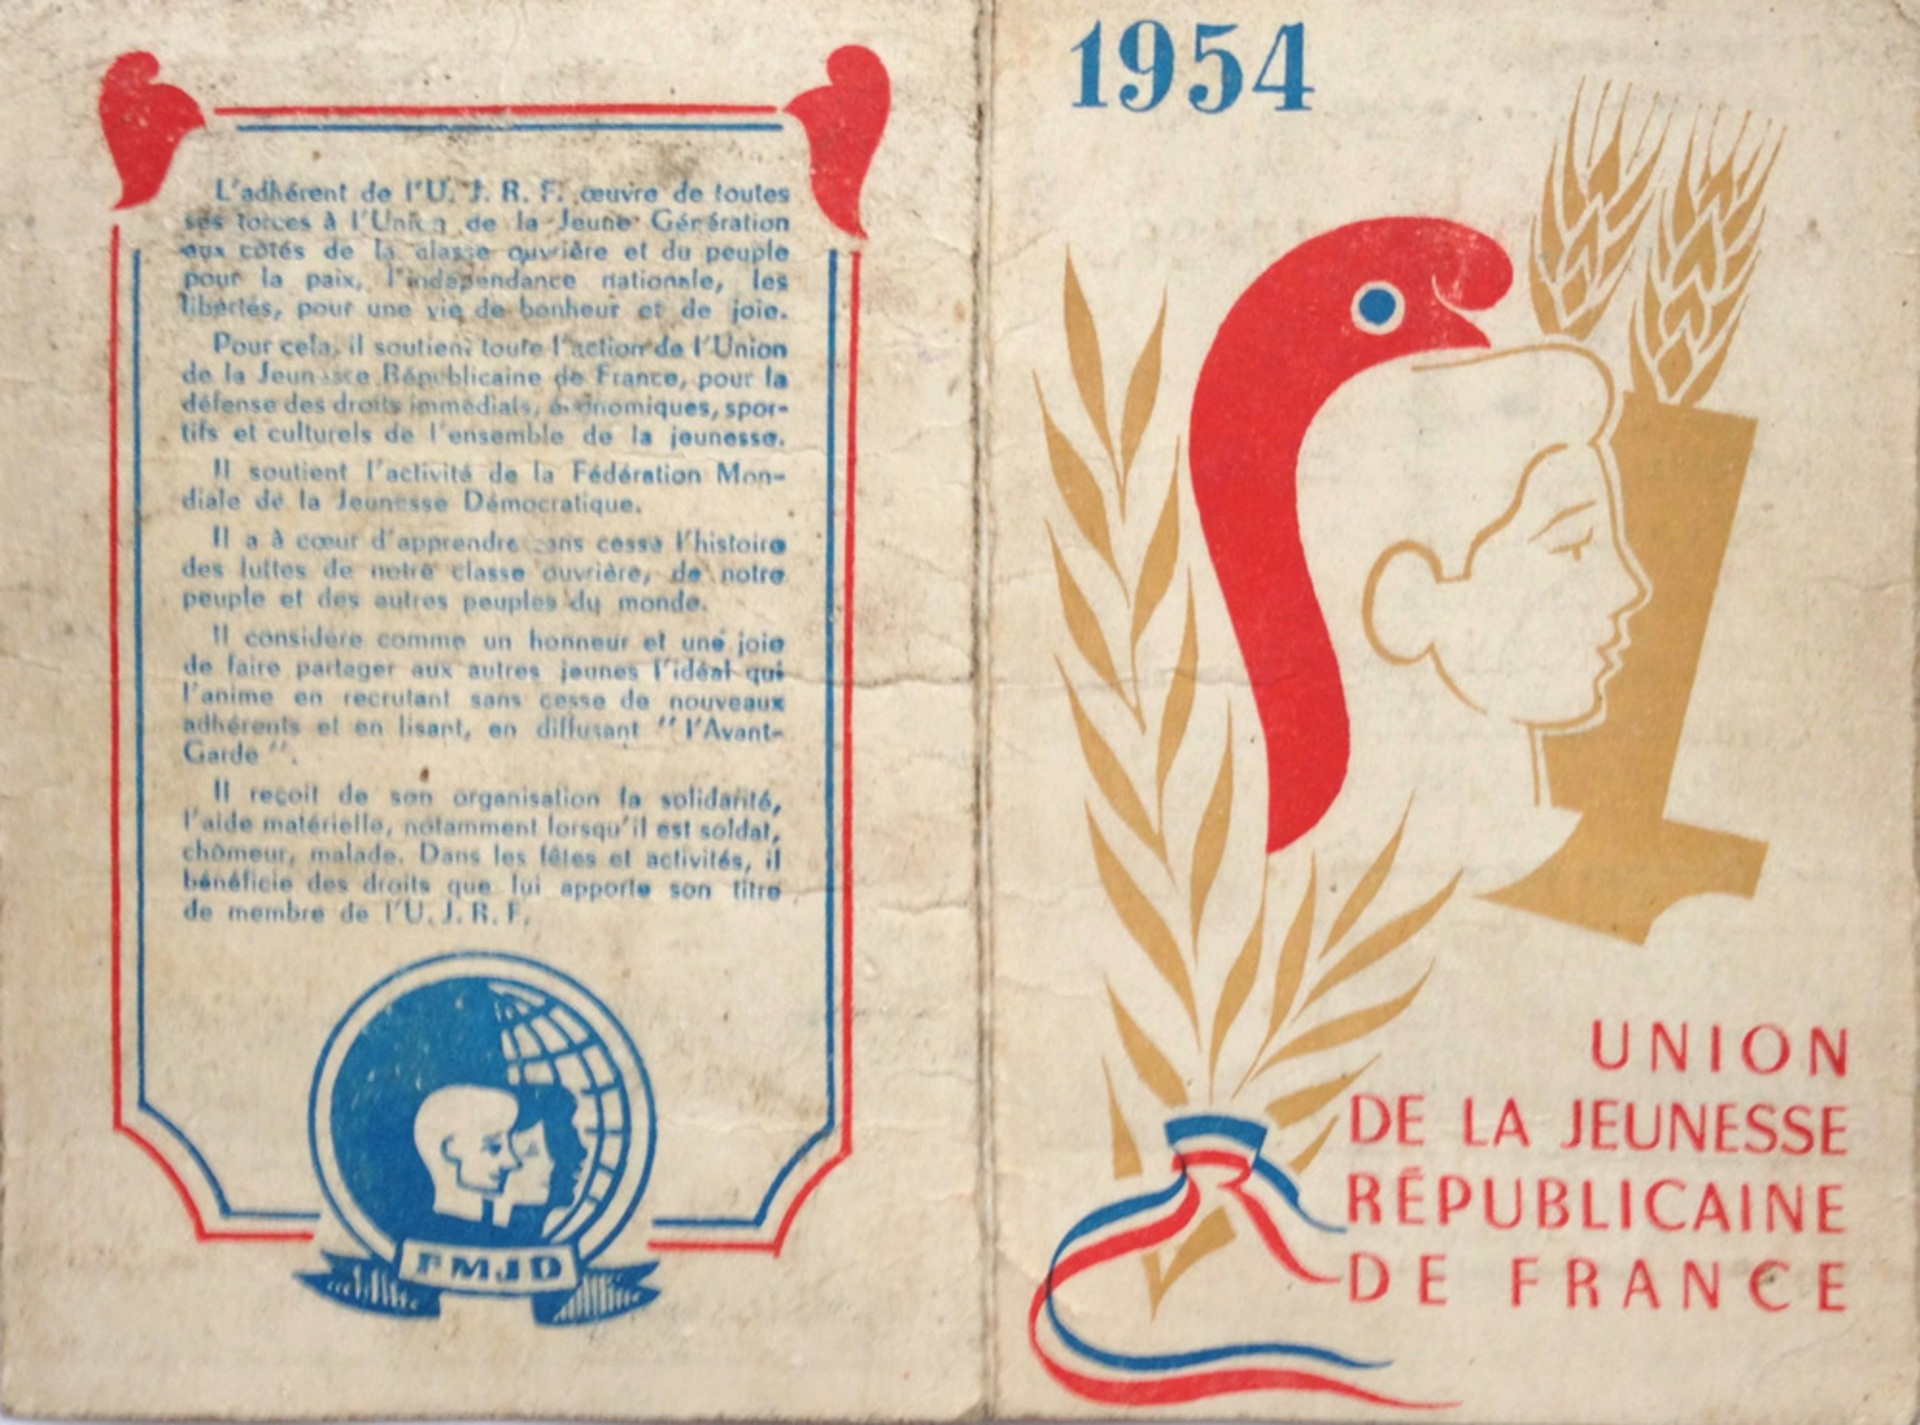 L'adhérent de l'U. J. R. F. œuvre de toutes
ses forces à l'Union de la Jeune Génération
aux côtés de la classe ouvrière et du peuple
pour la paix, l'indépendance nationale, les
libertés, pour une vie de bonheur et de joie.
Pour cela, il soutient toute l'action de l'Union
de la Jeunesse Républicaine de France, pour la
défense des droits immédiats, économiques, spor-
tifs et culturels de l'ensemble de la jeunesse.
Il soutient l'activité de la Fédération Mon-
diale de la Jeunesse Démocratique.
Il a à cœur d'apprendre sans cesse l'histoire
des luttes de notre classe ouvrière, de notre
peuple et des autres peuples du monde.
Il considère comme un honneur et une joie
de faire partager aux autres jeunes l'idéal qui
l'anime en recrutant sans cesse de nouveaux
adhérents et en lisant, en diffusant " l'Avant-
Garde ".
Il reçoit de son organisation la solidarité,
l'aide matérielle, notamment lorsqu'il est soldat,
chômeur, malade. Dans les fêtes et activités, il
bénéficie des droits que lui apporte son titre
de membre de l'U. J. R. F.
FMJD
1954
UNION
DE LA JEUNESSE
RÉPUBLICAINE
DE FRANCE